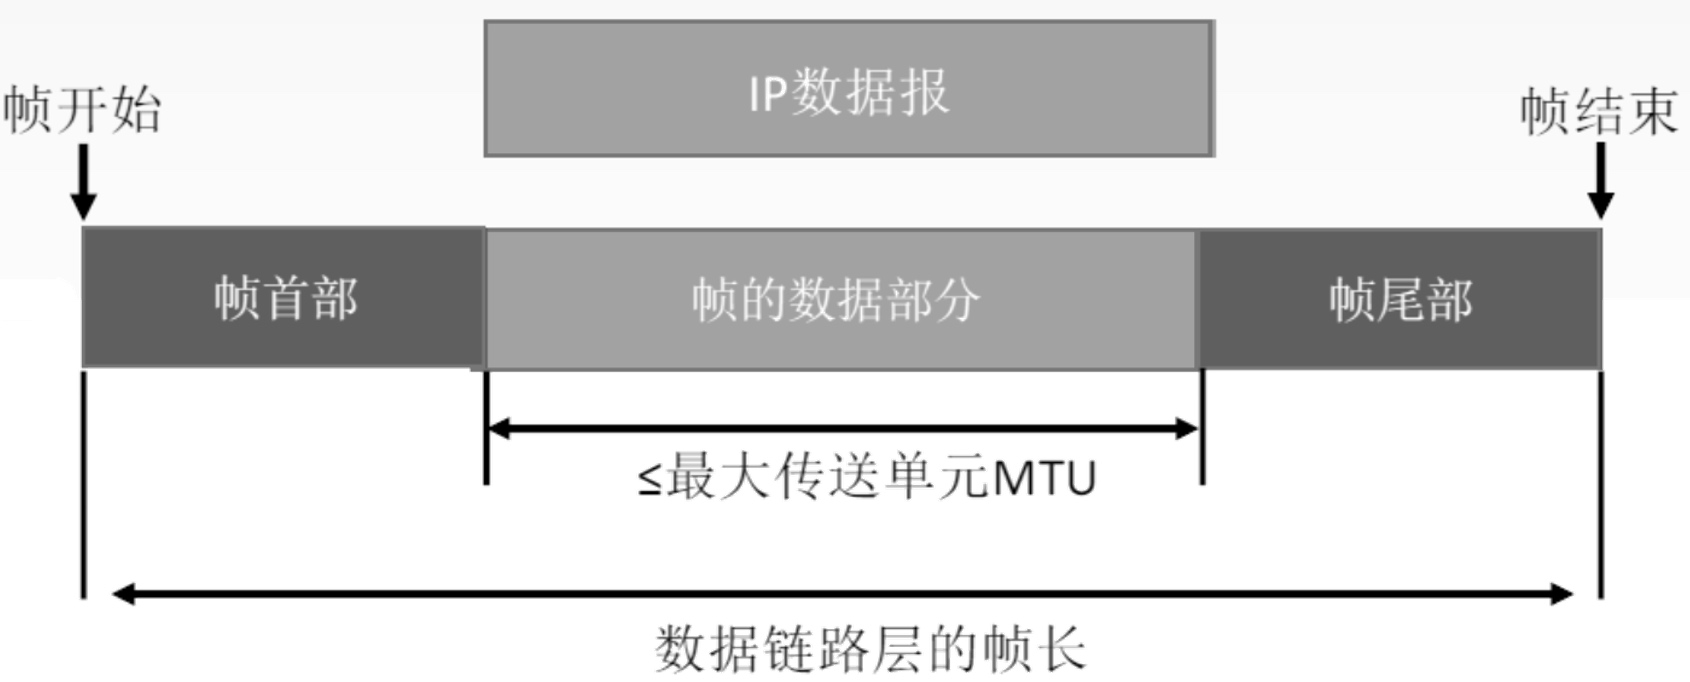 IP数据报
帧开始
帧结束
帧首部
帧的数据部分
帧尾部
≤最大传送单元MTU
数据链路层的帧长